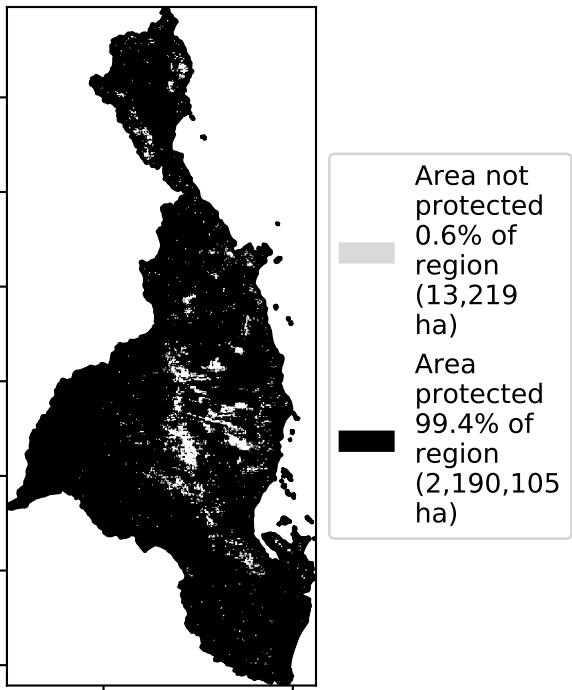 Area not
protected
0.6% of
region
(13,219
ha)
Area
protected
99.4% of
region
(2,190,105
ha)